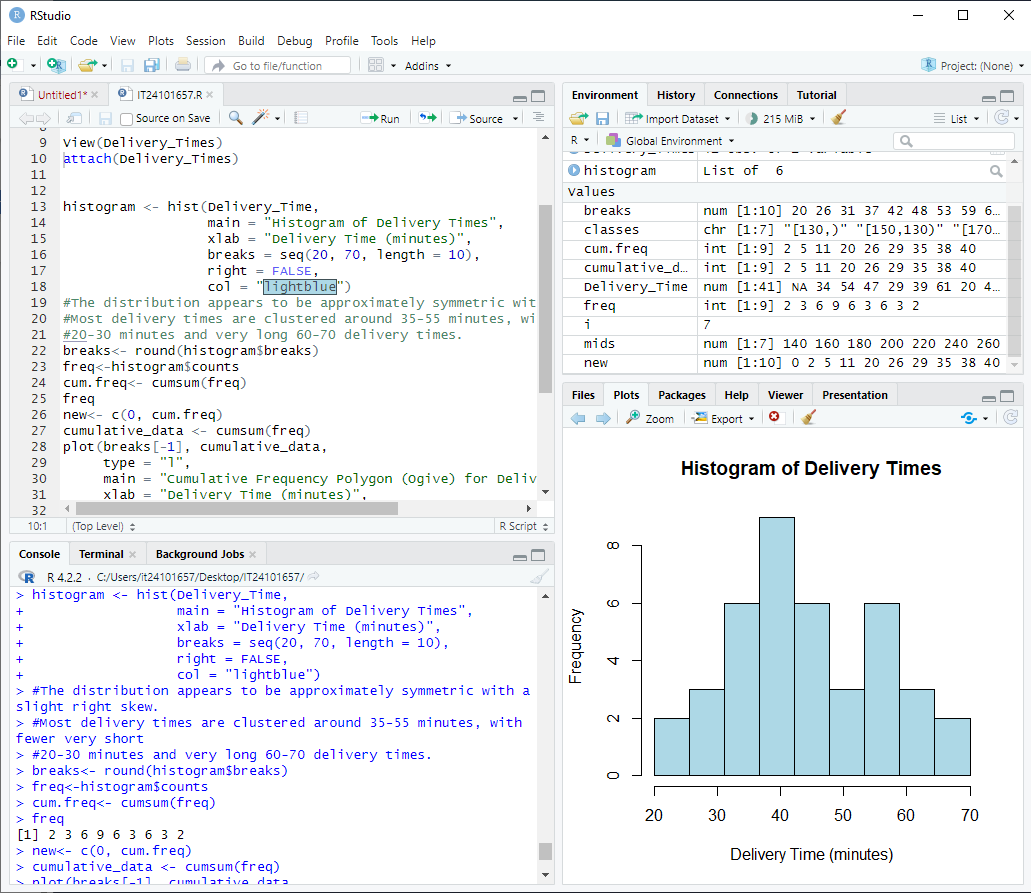 RStudio
File Edit Code View Plots Session Build Debug Profile Tools Help
Go to file/function Addins Project: (None)
Untitled1* IT24101657.R
Source on Save Run Source
8
9 View(Delivery_Times)
10 attach(Delivery_Times)
11
12
13 histogram <- hist(Delivery_Time,
14 main = "Histogram of Delivery Times",
15 xlab = "Delivery Time (minutes)",
16 breaks = seq(20, 70, length = 10),
17 right = FALSE,
18 col = "lightblue")
19 #The distribution appears to be approximately symmetric wit
20 #Most delivery times are clustered around 35-55 minutes, wi
21 #20-30 minutes and very long 60-70 delivery times.
22 breaks<- round(histogram$breaks)
23 freq<-histogram$counts
24 cum.freq<- cumsum(freq)
25 freq
26 new<- c(0, cum.freq)
27 cumulative_data <- cumsum(freq)
28 plot(breaks[-1], cumulative_data,
29 type = "l",
30 main = "Cumulative Frequency Polygon (Ogive) for Deliv
31 xlab = "Delivery Time (minutes)",
32
10:1 (Top Level) R Script
Console Terminal Background Jobs
R 4.2.2 · C:/Users/it24101657/Desktop/IT24101657/
> histogram <- hist(Delivery_Time,
+ main = "Histogram of Delivery Times",
+ xlab = "Delivery Time (minutes)",
+ breaks = seq(20, 70, length = 10),
+ right = FALSE,
+ col = "lightblue")
> #The distribution appears to be approximately symmetric with a
slight right skew.
> #Most delivery times are clustered around 35-55 minutes, with
fewer very short
> #20-30 minutes and very long 60-70 delivery times.
> breaks<- round(histogram$breaks)
> freq<-histogram$counts
> cum.freq<- cumsum(freq)
> freq
[1] 2 3 6 9 6 3 6 3 2
> new<- c(0, cum.freq)
> cumulative_data <- cumsum(freq)
> plot(breaks[-1], cumulative_data,
Environment History Connections Tutorial
Import Dataset 215 MiB List
R Global Environment
histogram List of 6
Values
breaks num [1:10] 20 26 31 37 42 48 53 59 6…
classes chr [1:7] "[130,)" "[150,130)" "[170…
cum.freq int [1:9] 2 5 11 20 26 29 35 38 40
cumulative_d… int [1:9] 2 5 11 20 26 29 35 38 40
Delivery_Time num [1:41] NA 34 54 47 29 39 61 20 4…
freq int [1:9] 2 3 6 9 6 3 6 3 2
i 7
mids num [1:7] 140 160 180 200 220 240 260
new num [1:10] 0 2 5 11 20 26 29 35 38 40
Files Plots Packages Help Viewer Presentation
Zoom Export
Histogram of Delivery Times
Frequency
8
6
4
2
0
20 30 40 50 60 70
Delivery Time (minutes)